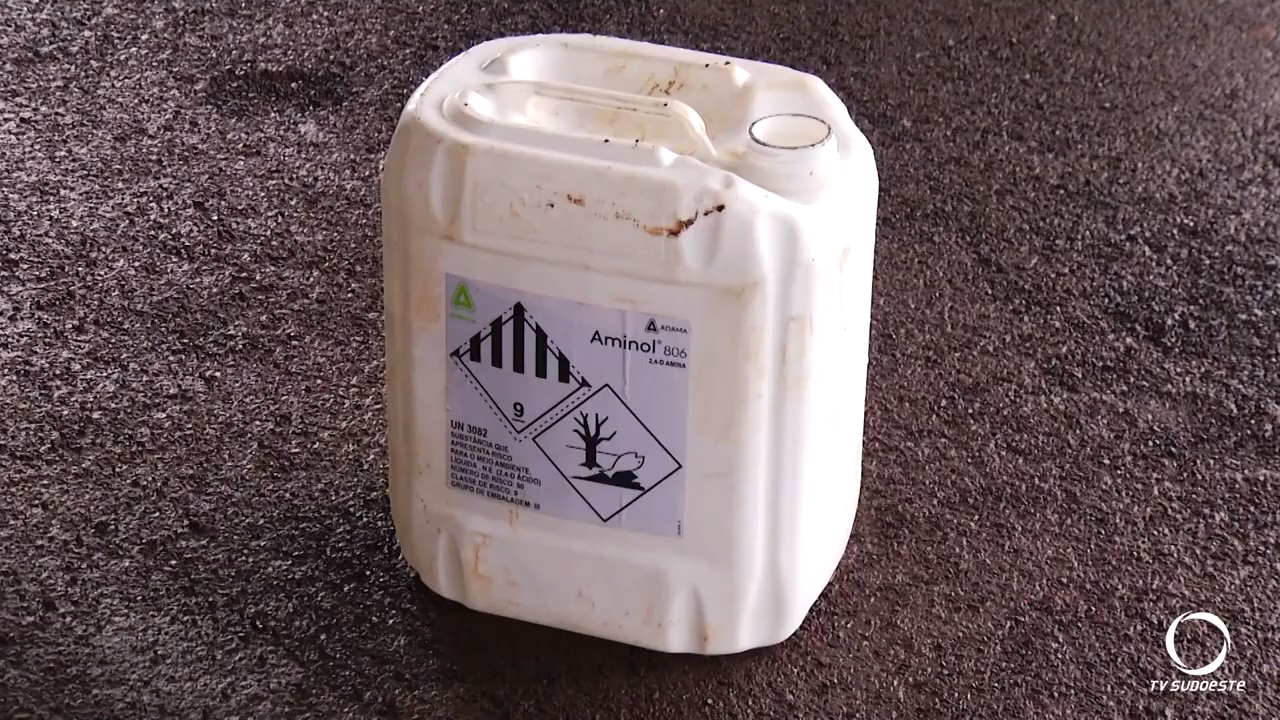 ADAMA
Aminol® 806
2,4-D AMINA
9
UN 3082
SUBSTÂNCIA QUE
APRESENTA RISCO
PARA O MEIO AMBIENTE,
LÍQUIDA, N.E. (2,4-D ÁCIDO)
NÚMERO DE RISCO: 90
CLASSE DE RISCO: 9
GRUPO DE EMBALAGEM: III
TV SUDOESTE